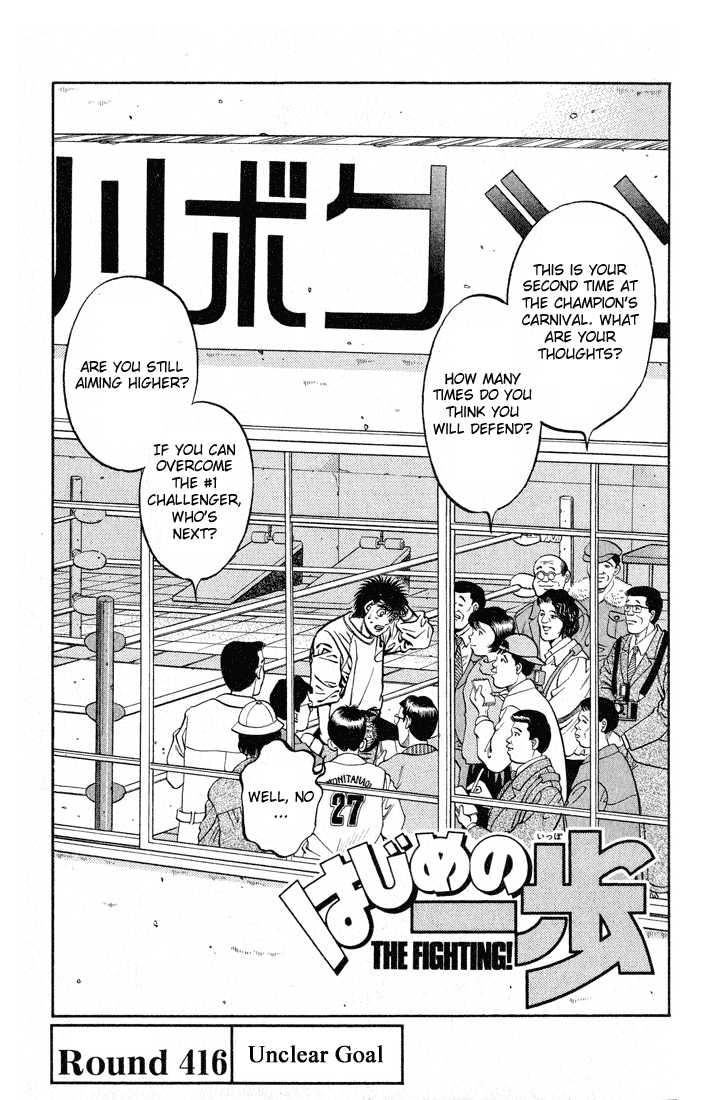 川ボクシン
THIS IS YOUR
SECOND TIME AT
THE CHAMPION'S
CARNIVAL. WHAT
ARE YOUR
THOUGHTS?
HOW MANY
TIMES DO YOU
THINK YOU
WILL DEFEND?
ARE YOU STILL
AIMING HIGHER?
IF YOU CAN
OVERCOME
THE #1
CHALLENGER,
WHO'S
NEXT?
WELL, NO
...
27
いっぽ
はじめの一歩
THE FIGHTING!
Round 416
Unclear Goal